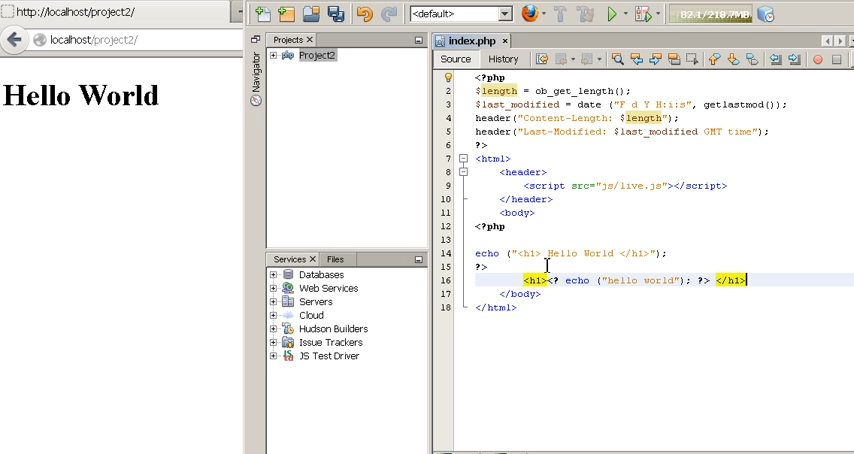 http://localhost/project2/
localhost/project2/
Hello World
<default>
82.1/218.7MB
Projects
Project2
Navigator
Services
Files
Databases
Web Services
Servers
Cloud
Hudson Builders
Issue Trackers
JS Test Driver
index.php
Source History
<?php
2 $length = ob_get_length();
3 $last_modified = date ("F d Y H:i:s", getlastmod());
4 header("Content-Length: $length");
5 header("Last-Modified: $last_modified GMT time");
6 ?>
7 <html>
8 <header>
9 <script src="js/live.js"></script>
10 </header>
11 <body>
12 <?php
13
14 echo ("<h1> Hello World </h1>");
15 ?>
16 <h1><? echo ("hello world"); ?> </h1>
17 </body>
18 </html>